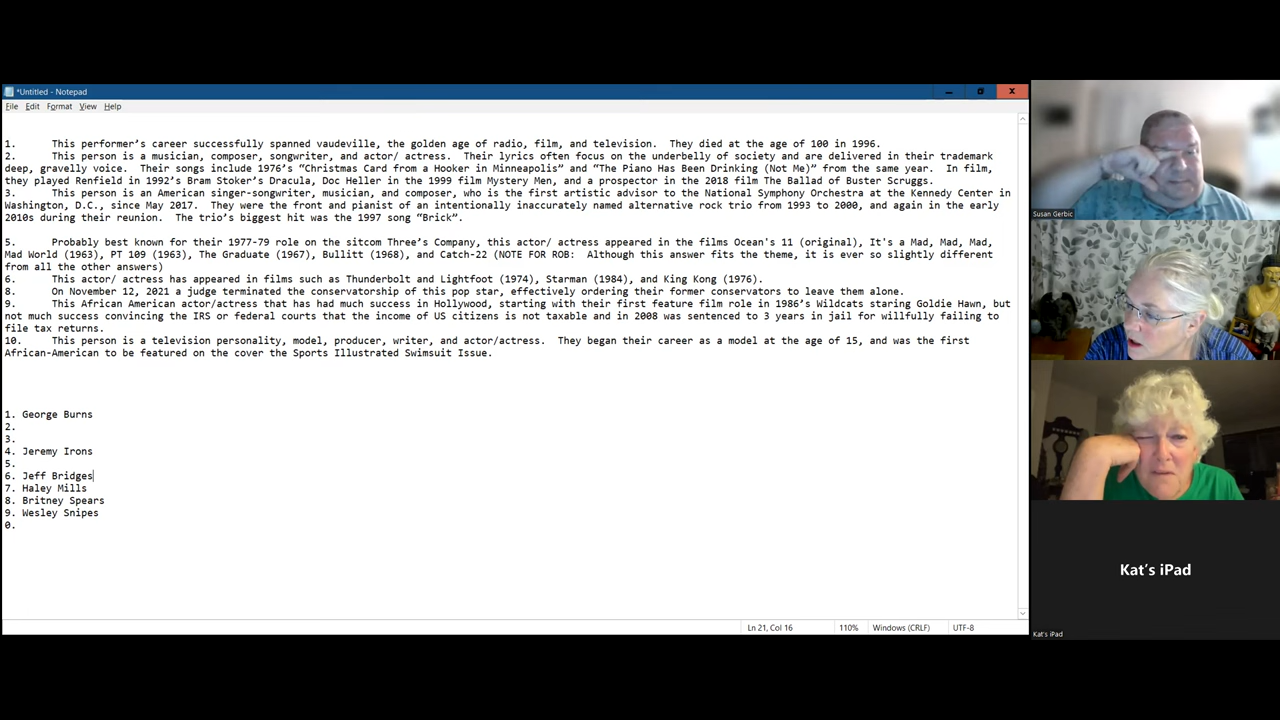 *Untitled - Notepad
File Edit Format View Help
1. This performer's career successfully spanned vaudeville, the golden age of radio, film, and television. They died at the age of 100 in 1996.
2. This person is a musician, composer, songwriter, and actor/ actress. Their lyrics often focus on the underbelly of society and are delivered in their trademark
deep, gravelly voice. Their songs include 1976's “Christmas Card from a Hooker in Minneapolis” and “The Piano Has Been Drinking (Not Me)” from the same year. In film,
they played Renfield in 1992's Bram Stoker's Dracula, Doc Heller in the 1999 film Mystery Men, and a prospector in the 2018 film The Ballad of Buster Scruggs.
3. This person is an American singer-songwriter, musician, and composer, who is the first artistic advisor to the National Symphony Orchestra at the Kennedy Center in
Washington, D.C., since May 2017. They were the front and pianist of an intentionally inaccurately named alternative rock trio from 1993 to 2000, and again in the early
2010s during their reunion. The trio's biggest hit was the 1997 song “Brick”.
5. Probably best known for their 1977-79 role on the sitcom Three's Company, this actor/ actress appeared in the films Ocean's 11 (original), It's a Mad, Mad, Mad,
Mad World (1963), PT 109 (1963), The Graduate (1967), Bullitt (1968), and Catch-22 (NOTE FOR ROB: Although this answer fits the theme, it is ever so slightly different
from all the other answers)
6. This actor/ actress has appeared in films such as Thunderbolt and Lightfoot (1974), Starman (1984), and King Kong (1976).
8. On November 12, 2021 a judge terminated the conservatorship of this pop star, effectively ordering their former conservators to leave them alone.
9. This African American actor/actress that has had much success in Hollywood, starting with their first feature film role in 1986's Wildcats staring Goldie Hawn, but
not much success convincing the IRS or federal courts that the income of US citizens is not taxable and in 2008 was sentenced to 3 years in jail for willfully failing to
file tax returns.
10. This person is a television personality, model, producer, writer, and actor/actress. They began their career as a model at the age of 15, and was the first
African-American to be featured on the cover the Sports Illustrated Swimsuit Issue.
1. George Burns
2.
3.
4. Jeremy Irons
5.
6. Jeff Bridges
7. Haley Mills
8. Britney Spears
9. Wesley Snipes
0.
Ln 21, Col 16 110% Windows (CRLF) UTF-8
Susan Gerbic
Kat's iPad
Kat's iPad